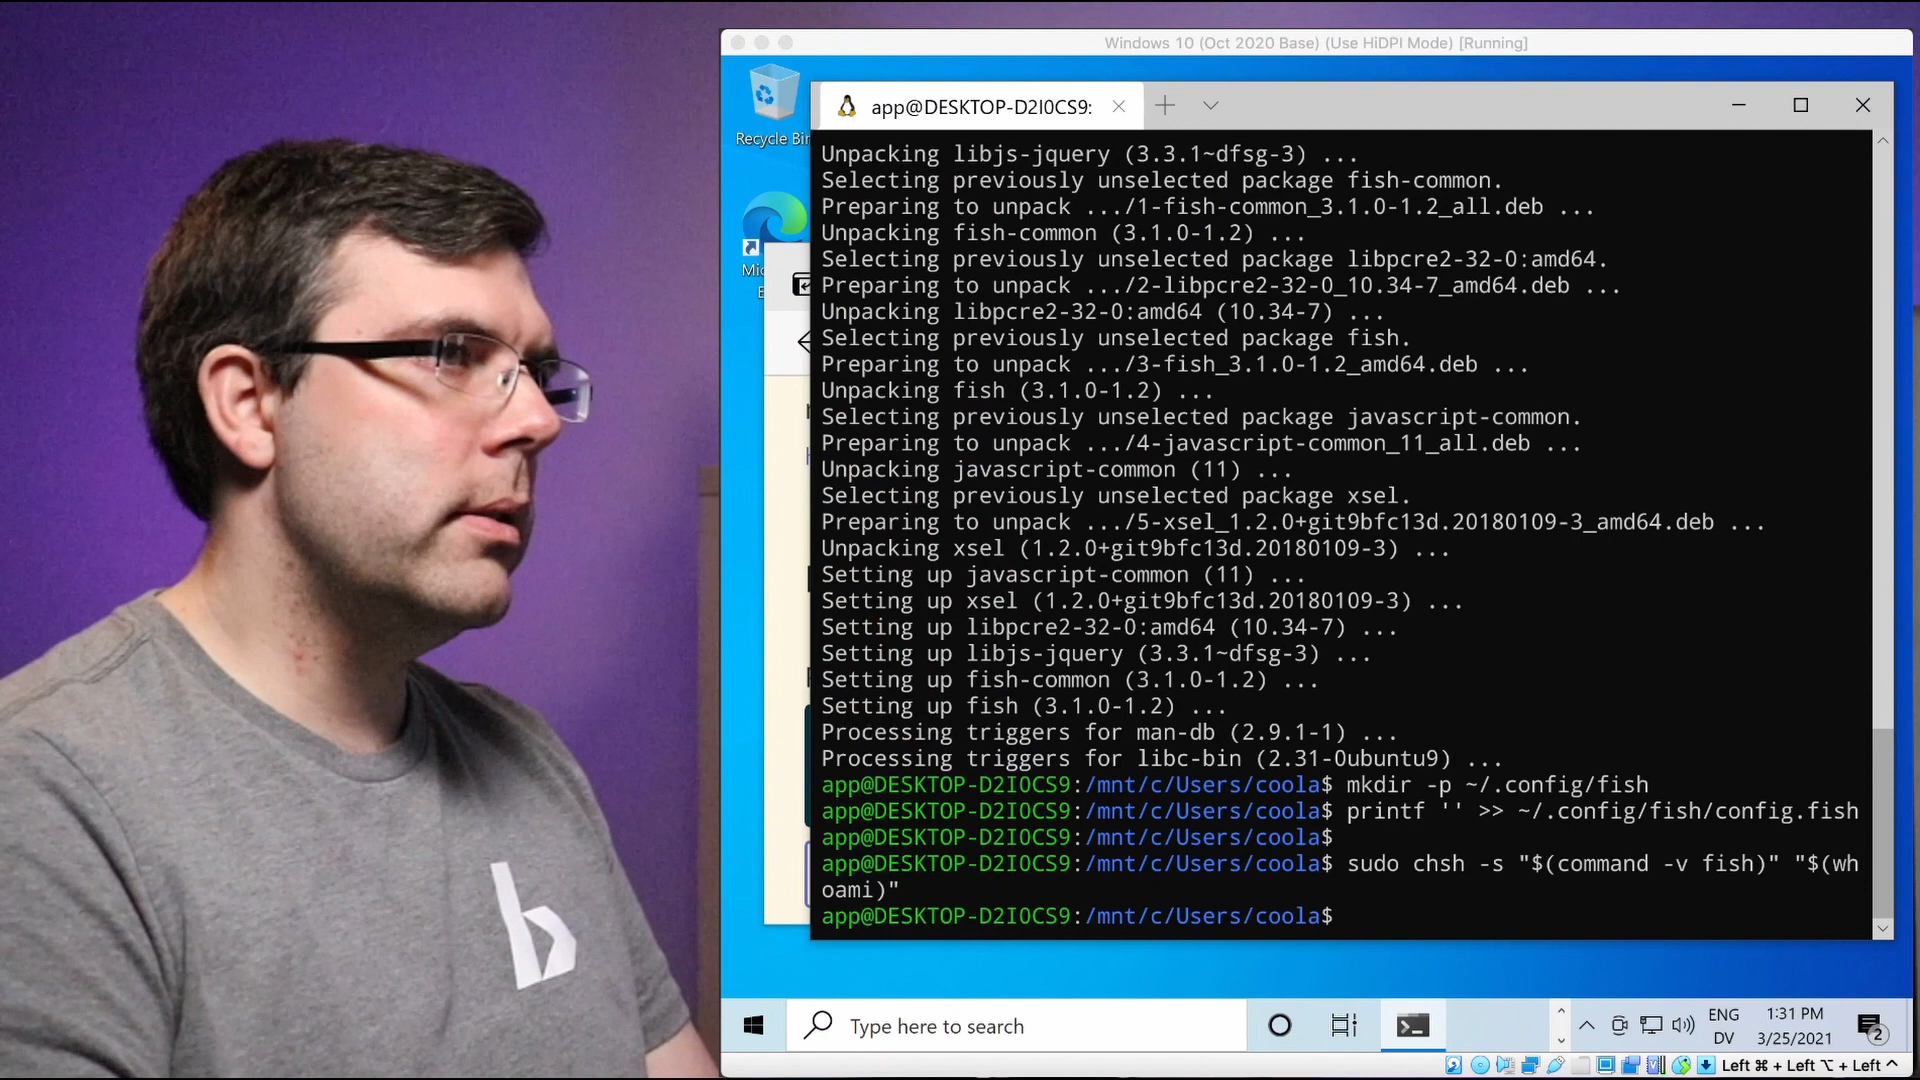 Windows 10 (Oct 2020 Base) (Use HiDPI Mode) [Running]
Recycle Bin
app@DESKTOP-D2I0CS9:
Unpacking libjs-jquery (3.3.1~dfsg-3) ...
Selecting previously unselected package fish-common.
Preparing to unpack .../1-fish-common_3.1.0-1.2_all.deb ...
Unpacking fish-common (3.1.0-1.2) ...
Selecting previously unselected package libpcre2-32-0:amd64.
Preparing to unpack .../2-libpcre2-32-0_10.34-7_amd64.deb ...
Unpacking libpcre2-32-0:amd64 (10.34-7) ...
Selecting previously unselected package fish.
Preparing to unpack .../3-fish_3.1.0-1.2_amd64.deb ...
Unpacking fish (3.1.0-1.2) ...
Selecting previously unselected package javascript-common.
Preparing to unpack .../4-javascript-common_11_all.deb ...
Unpacking javascript-common (11) ...
Selecting previously unselected package xsel.
Preparing to unpack .../5-xsel_1.2.0+git9bfc13d.20180109-3_amd64.deb ...
Unpacking xsel (1.2.0+git9bfc13d.20180109-3) ...
Setting up javascript-common (11) ...
Setting up xsel (1.2.0+git9bfc13d.20180109-3) ...
Setting up libpcre2-32-0:amd64 (10.34-7) ...
Setting up libjs-jquery (3.3.1~dfsg-3) ...
Setting up fish-common (3.1.0-1.2) ...
Setting up fish (3.1.0-1.2) ...
Processing triggers for man-db (2.9.1-1) ...
Processing triggers for libc-bin (2.31-0ubuntu9) ...
app@DESKTOP-D2I0CS9:/mnt/c/Users/coola$ mkdir -p ~/.config/fish
app@DESKTOP-D2I0CS9:/mnt/c/Users/coola$ printf '' >> ~/.config/fish/config.fish
app@DESKTOP-D2I0CS9:/mnt/c/Users/coola$
app@DESKTOP-D2I0CS9:/mnt/c/Users/coola$ sudo chsh -s "$(command -v fish)" "$(wh
oami)"
app@DESKTOP-D2I0CS9:/mnt/c/Users/coola$
b
Type here to search
ENG
DV
1:31 PM
3/25/2021
2
Left ⌘ + Left ⌥ + Left ^